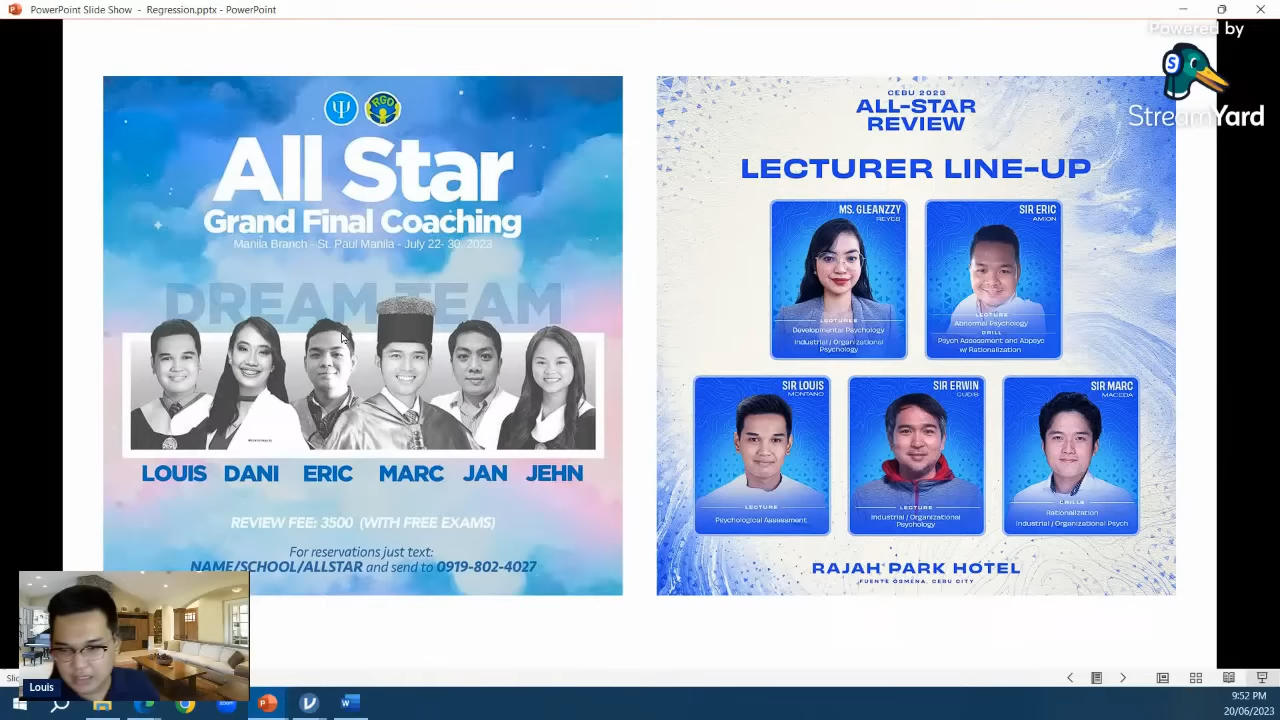 PowerPoint Slide Show - Regression.pptx - PowerPoint
Powered by
StreamYard
Ψ
RGO
All Star
Grand Final Coaching
Manila Branch - St. Paul Manila - July 22- 30, 2023
DREAM TEAM
LOUIS DANI ERIC MARC JAN JEHN
REVIEW FEE: 3500 (WITH FREE EXAMS)
For reservations just text:
NAME/SCHOOL/ALLSTAR and send to 0919-802-4027
CEBU 2023
ALL-STAR
REVIEW
LECTURER LINE-UP
MS. GLEANZZY
REYES
LECTURES
Developmental Psychology
Industrial / Organizational
Psychology
SIR ERIC
AMION
LECTURE
Abnormal Psychology
DRILL
Psych Assessment and Abpsyc
w/ Rationalization
SIR LOUIS
MONTANO
LECTURE
Psychological Assessment
SIR ERWIN
CUDIS
LECTURE
Industrial / Organizational
Psychology
SIR MARC
MACEDA
DRILLS
Rationalization
Industrial / Organizational Psych
RAJAH PARK HOTEL
FUENTE OSMENA, CEBU CITY
Louis
9:52 PM
20/06/2023